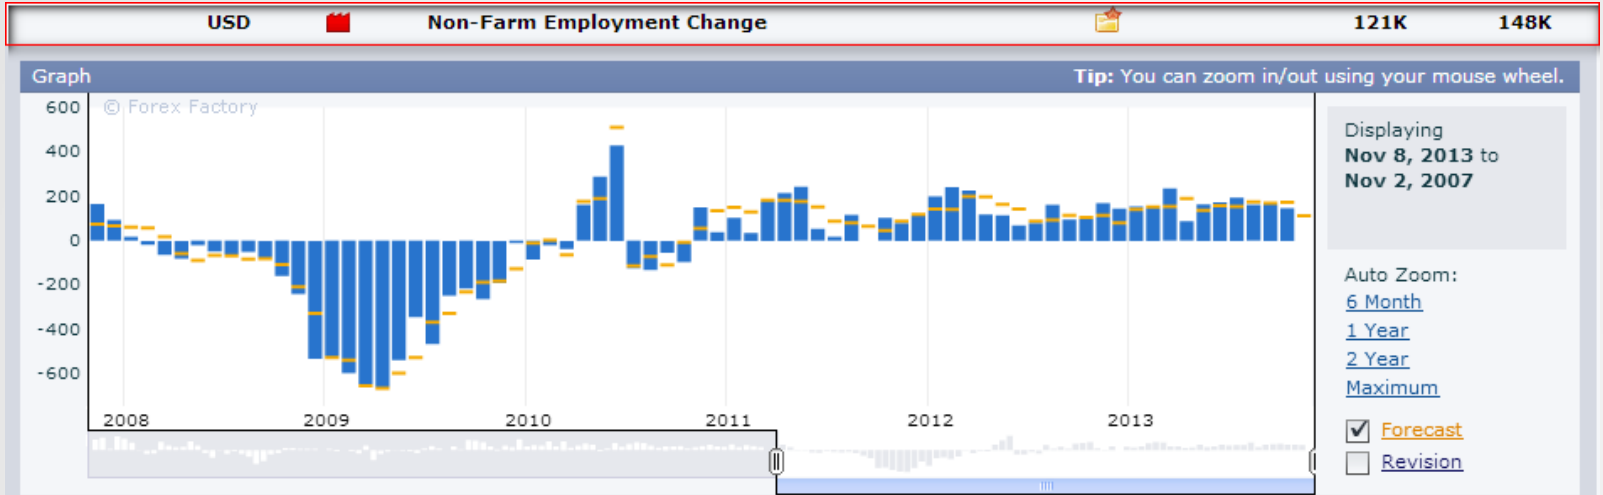 USD Non-Farm Employment Change 121K 148K
Graph Tip: You can zoom in/out using your mouse wheel.
© Forex Factory
600
400
200
0
-200
-400
-600
2008 2009 2010 2011 2012 2013
Displaying
Nov 8, 2013 to
Nov 2, 2007
Auto Zoom:
6 Month
1 Year
2 Year
Maximum
Forecast
Revision